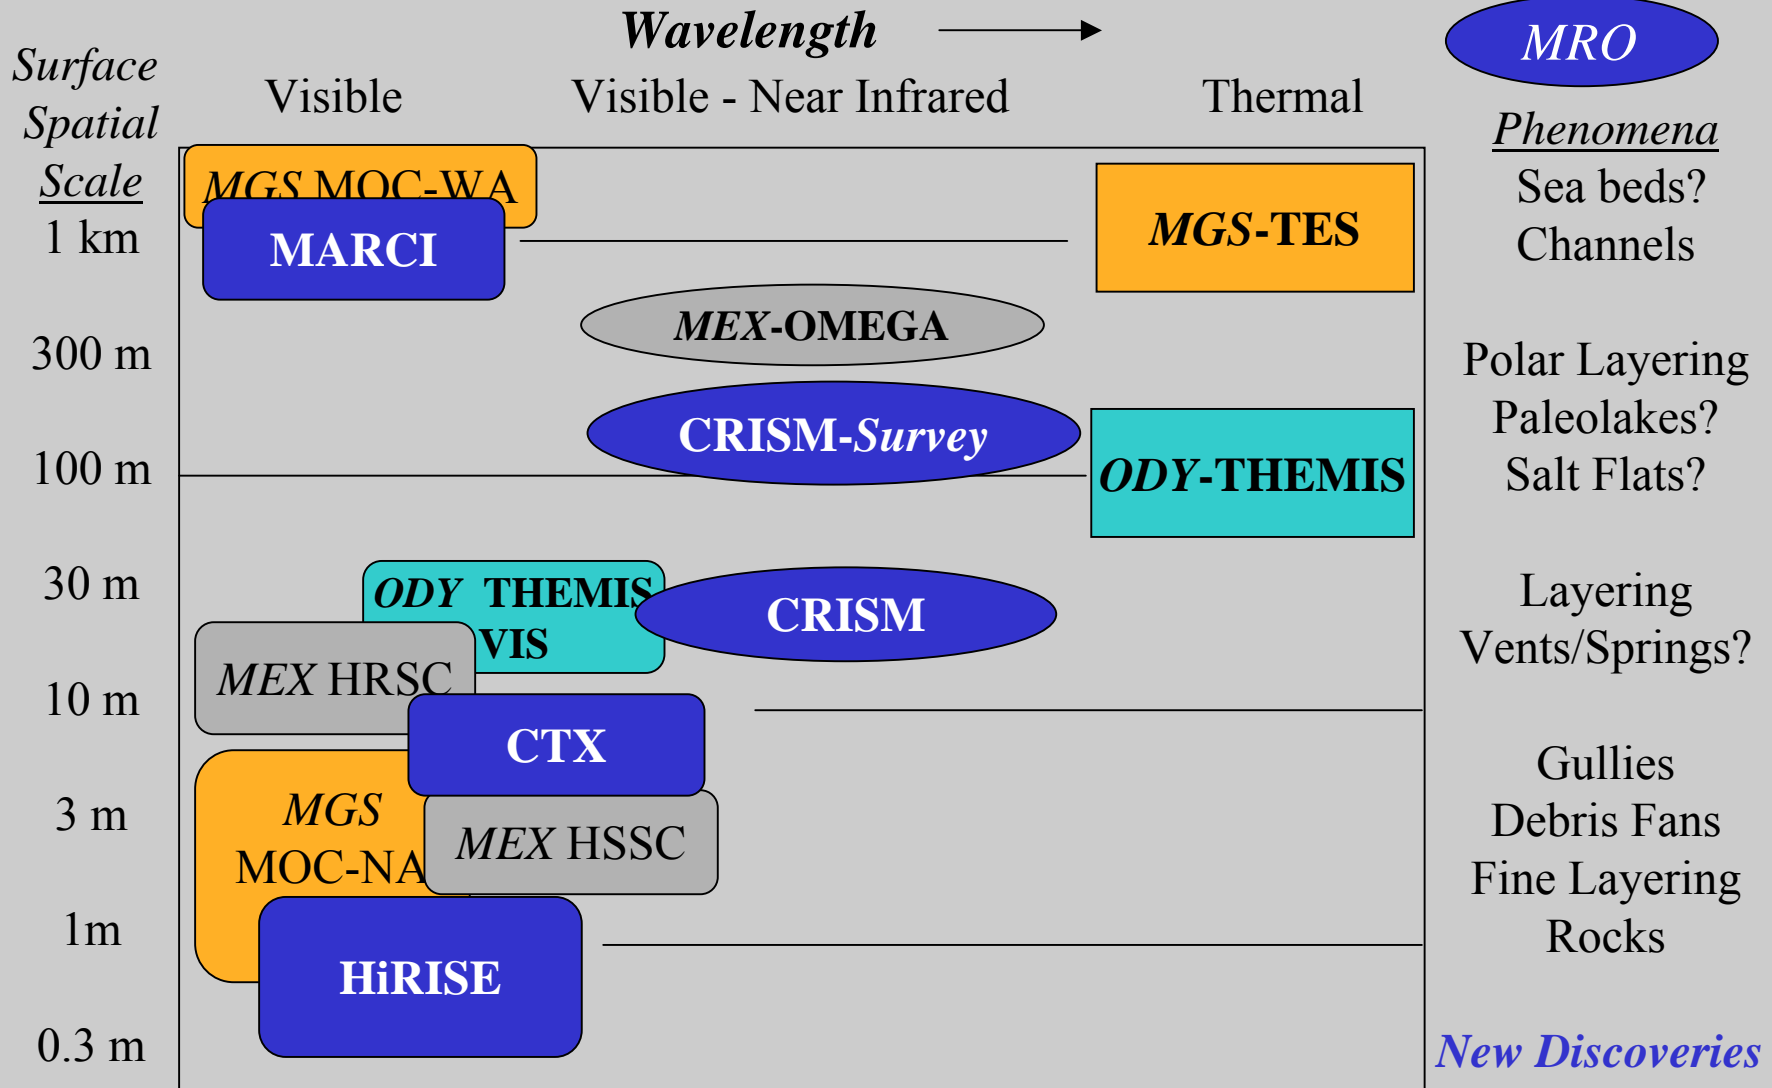 Wavelength
MRO
Surface
Spatial
Scale
Visible
Visible - Near Infrared
Thermal
Phenomena
MGS MOC-WA
Sea beds?
1 km
MARCI
MGS-TES
Channels
MEX-OMEGA
300 m
Polar Layering
Paleolakes?
CRISM-Survey
100 m
ODY-THEMIS
Salt Flats?
30 m
ODY THEMIS
VIS
CRISM
Layering
Vents/Springs?
MEX HRSC
10 m
CTX
Gullies
3 m
MGS
MOC-NA
MEX HSSC
Debris Fans
Fine Layering
1m
Rocks
HiRISE
0.3 m
New Discoveries